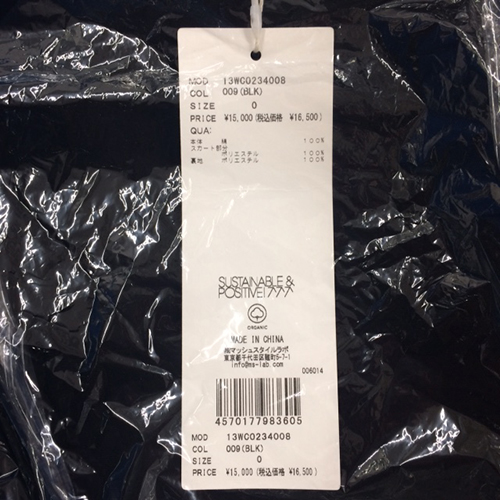 MOD 13WCO234008
COL 009(BLK)
SIZE 0
PRICE ¥15,000(税込価格 ¥16,500)
QUA:
本体 綿 100%
スカート部分
ポリエステル 100%
裏地 ポリエステル 100%
SUSTAINABLE &
POSITIVE!
ORGANIC
MADE IN CHINA
㈱マッシュスタイルラボ
東京都千代田区麹町5-7-1
info@ms-lab.com
006014
4570177983605
MOD 13WCO234008
COL 009(BLK)
SIZE 0
PRICE ¥15,000(税込価格 ¥16,500)